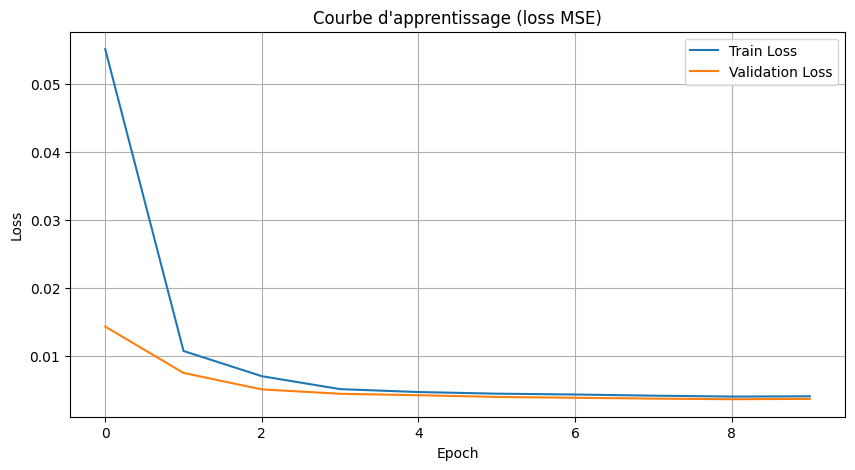 Courbe d'apprentissage (loss MSE)
Train Loss
Validation Loss
0.05
0.04
0.03
0.02
0.01
Loss
0 2 4 6 8
Epoch